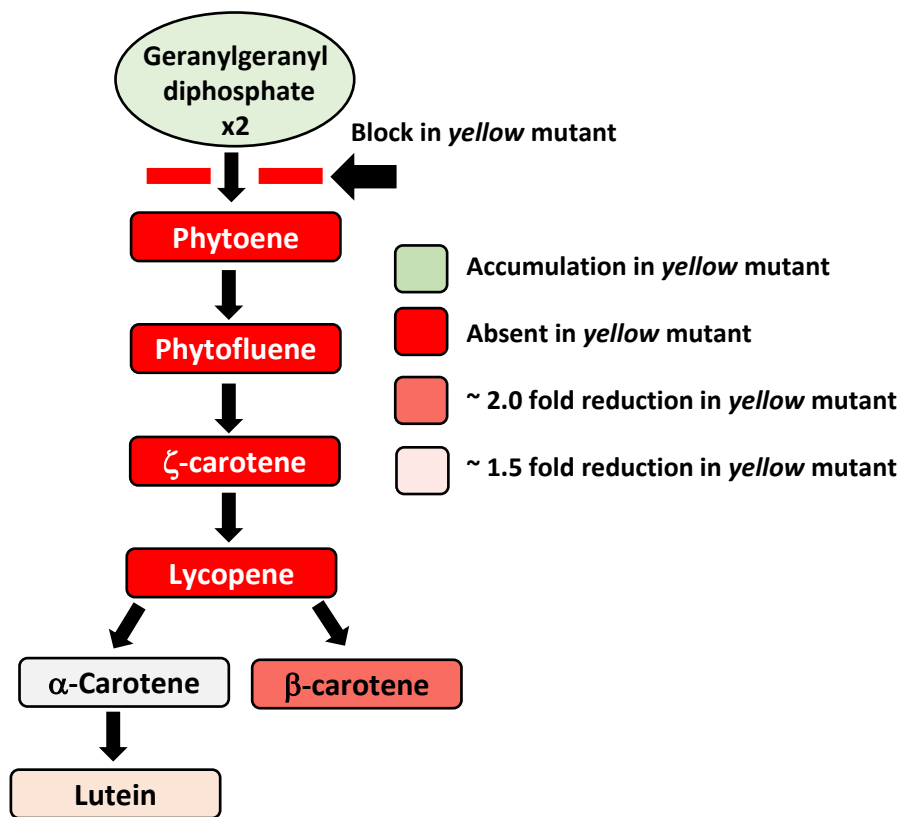 Geranylgeranyl
diphosphate
x2
Block in yellow mutant
Phytoene
Accumulation in yellow mutant
Absent in yellow mutant
Phytofluene
~ 2.0 fold reduction in yellow mutant
ζ-carotene
~ 1.5 fold reduction in yellow mutant
Lycopene
α-Carotene
β-carotene
Lutein